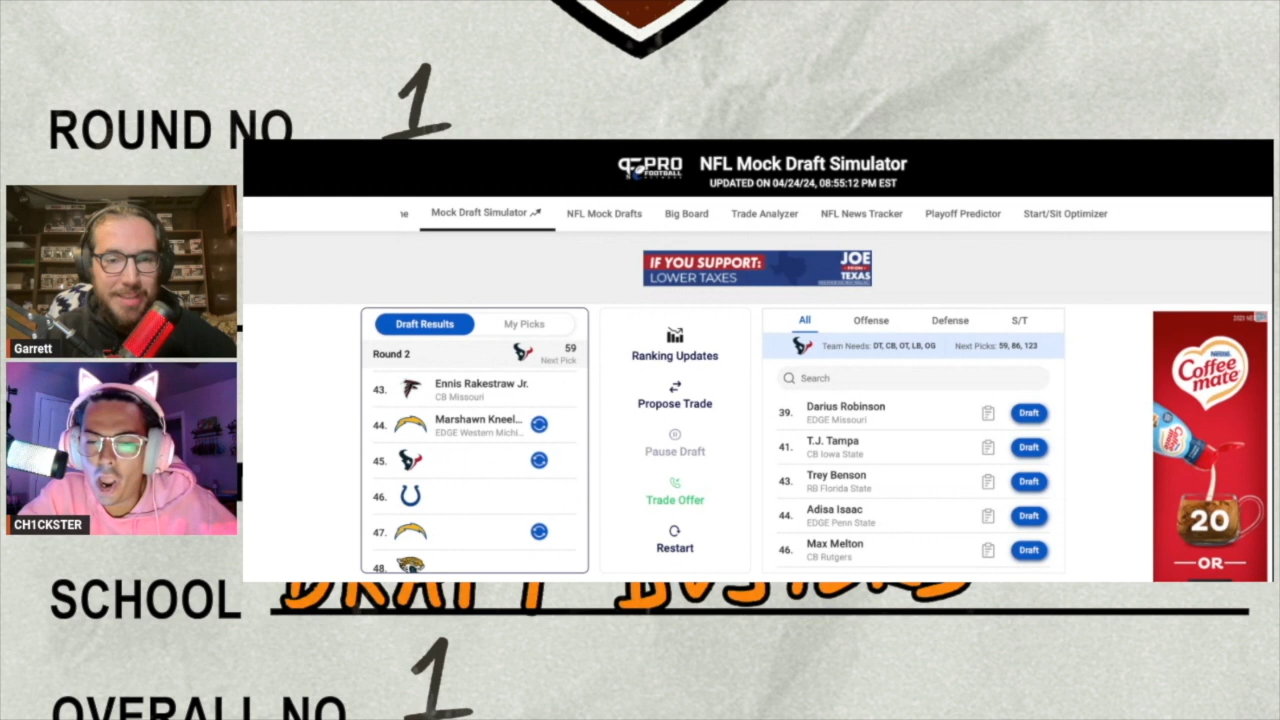 ROUND NO
1
PRO
FOOTBALL
NETWORK
NFL Mock Draft Simulator
UPDATED ON 04/24/24, 08:55:12 PM EST
ne
Mock Draft Simulator
NFL Mock Drafts
Big Board
Trade Analyzer
NFL News Tracker
Playoff Predictor
Start/Sit Optimizer
IF YOU SUPPORT:
LOWER TAXES
JOE
TEXAS
Garrett
CH1CKSTER
Draft Results
My Picks
Round 2
59
Next Pick
43.
Ennis Rakestraw Jr.
CB Missouri
44.
Marshawn Kneel...
EDGE Western Michi...
45.
46.
47.
48.
Ranking Updates
Propose Trade
Pause Draft
Trade Offer
Restart
All
Offense
Defense
S/T
Team Needs: DT, CB, OT, LB, OG
Next Picks: 59, 86, 123
Search
39.
Darius Robinson
EDGE Missouri
Draft
41.
T.J. Tampa
CB Iowa State
Draft
43.
Trey Benson
RB Florida State
Draft
44.
Adisa Isaac
EDGE Penn State
Draft
46.
Max Melton
CB Rutgers
Draft
Nestlé
Coffee
mate
20
OR
SCHOOL
DRAFT BUSTERS
OVERALL NO
1